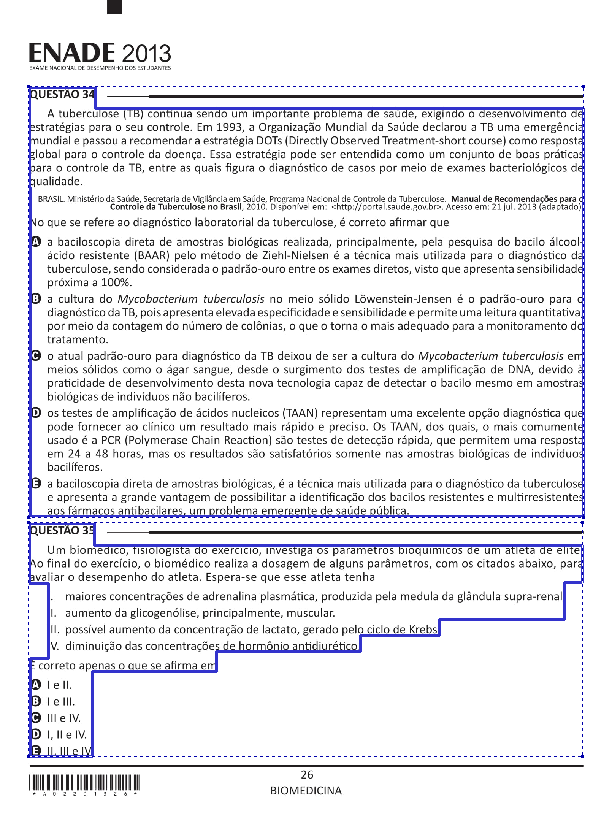 ENADE 2013
EXAME NACIONAL DE DESEMPENHO DOS ESTUDANTES
QUESTÃO 34
A tuberculose (TB) continua sendo um importante problema de saúde, exigindo o desenvolvimento de
estratégias para o seu controle. Em 1993, a Organização Mundial da Saúde declarou a TB uma emergência
mundial e passou a recomendar a estratégia DOTs (Directly Observed Treatment-short course) como resposta
global para o controle da doença. Essa estratégia pode ser entendida como um conjunto de boas práticas
para o controle da TB, entre as quais figura o diagnóstico de casos por meio de exames bacteriológicos de
qualidade.
BRASIL. Ministério da Saúde, Secretaria de Vigilância em Saúde, Programa Nacional de Controle da Tuberculose. Manual de Recomendações para o
Controle da Tuberculose no Brasil, 2010. Disponível em: <http://portal.saude.gov.br>. Acesso em: 21 jul. 2013 (adaptado).
No que se refere ao diagnóstico laboratorial da tuberculose, é correto afirmar que
A a baciloscopia direta de amostras biológicas realizada, principalmente, pela pesquisa do bacilo álcool-
ácido resistente (BAAR) pelo método de Ziehl-Nielsen é a técnica mais utilizada para o diagnóstico da
tuberculose, sendo considerada o padrão-ouro entre os exames diretos, visto que apresenta sensibilidade
próxima a 100%.
B a cultura do Mycobacterium tuberculosis no meio sólido Löwenstein-Jensen é o padrão-ouro para o
diagnóstico da TB, pois apresenta elevada especificidade e sensibilidade e permite uma leitura quantitativa,
por meio da contagem do número de colônias, o que o torna o mais adequado para a monitoramento do
tratamento.
C o atual padrão-ouro para diagnóstico da TB deixou de ser a cultura do Mycobacterium tuberculosis em
meios sólidos como o ágar sangue, desde o surgimento dos testes de amplificação de DNA, devido à
praticidade de desenvolvimento desta nova tecnologia capaz de detectar o bacilo mesmo em amostras
biológicas de indivíduos não bacilíferos.
D os testes de amplificação de ácidos nucleicos (TAAN) representam uma excelente opção diagnóstica que
pode fornecer ao clínico um resultado mais rápido e preciso. Os TAAN, dos quais, o mais comumente
usado é a PCR (Polymerase Chain Reaction) são testes de detecção rápida, que permitem uma resposta
em 24 a 48 horas, mas os resultados são satisfatórios somente nas amostras biológicas de indivíduos
bacilíferos.
E a baciloscopia direta de amostras biológicas, é a técnica mais utilizada para o diagnóstico da tuberculose
e apresenta a grande vantagem de possibilitar a identificação dos bacilos resistentes e multirresistentes
aos fármacos antibacilares, um problema emergente de saúde pública.
QUESTÃO 35
Um biomédico, fisiologista do exercício, investiga os parâmetros bioquímicos de um atleta de elite.
Ao final do exercício, o biomédico realiza a dosagem de alguns parâmetros, com os citados abaixo, para
avaliar o desempenho do atleta. Espera-se que esse atleta tenha
I. maiores concentrações de adrenalina plasmática, produzida pela medula da glândula supra-renal.
II. aumento da glicogenólise, principalmente, muscular.
III. possível aumento da concentração de lactato, gerado pelo ciclo de Krebs.
IV. diminuição das concentrações de hormônio antidiurético.
É correto apenas o que se afirma em
A I e II.
B I e III.
C III e IV.
D I, II e IV.
E II, III e IV.
*A02201326*
26
BIOMEDICINA